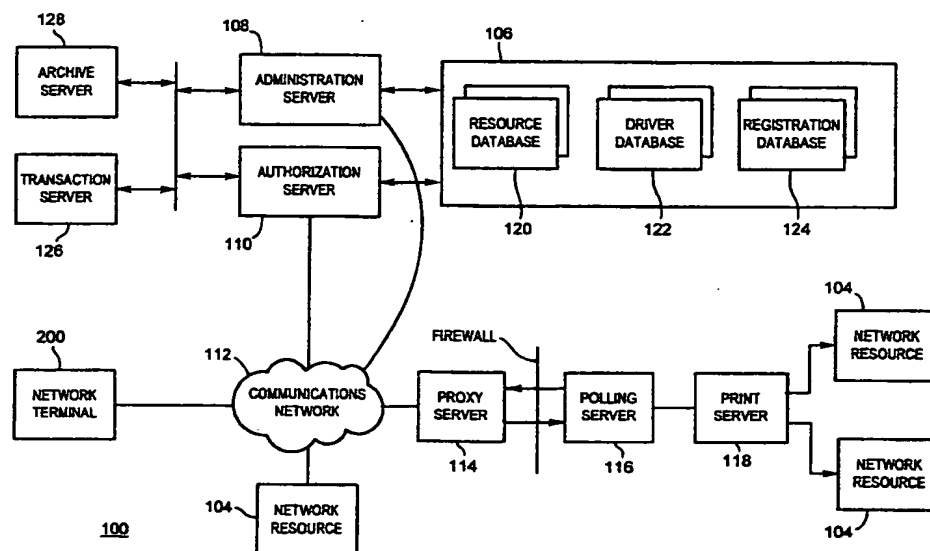 128
ARCHIVE
SERVER
108
ADMINISTRATION
SERVER
106
RESOURCE
DATABASE
DRIVER
DATABASE
REGISTRATION
DATABASE
120
122
124
TRANSACTION
SERVER
126
AUTHORIZATION
SERVER
110
200
NETWORK
TERMINAL
112
COMMUNICATIONS
NETWORK
FIREWALL
PROXY
SERVER
114
POLLING
SERVER
116
PRINT
SERVER
118
104
NETWORK
RESOURCE
NETWORK
RESOURCE
104
104
NETWORK
RESOURCE
100